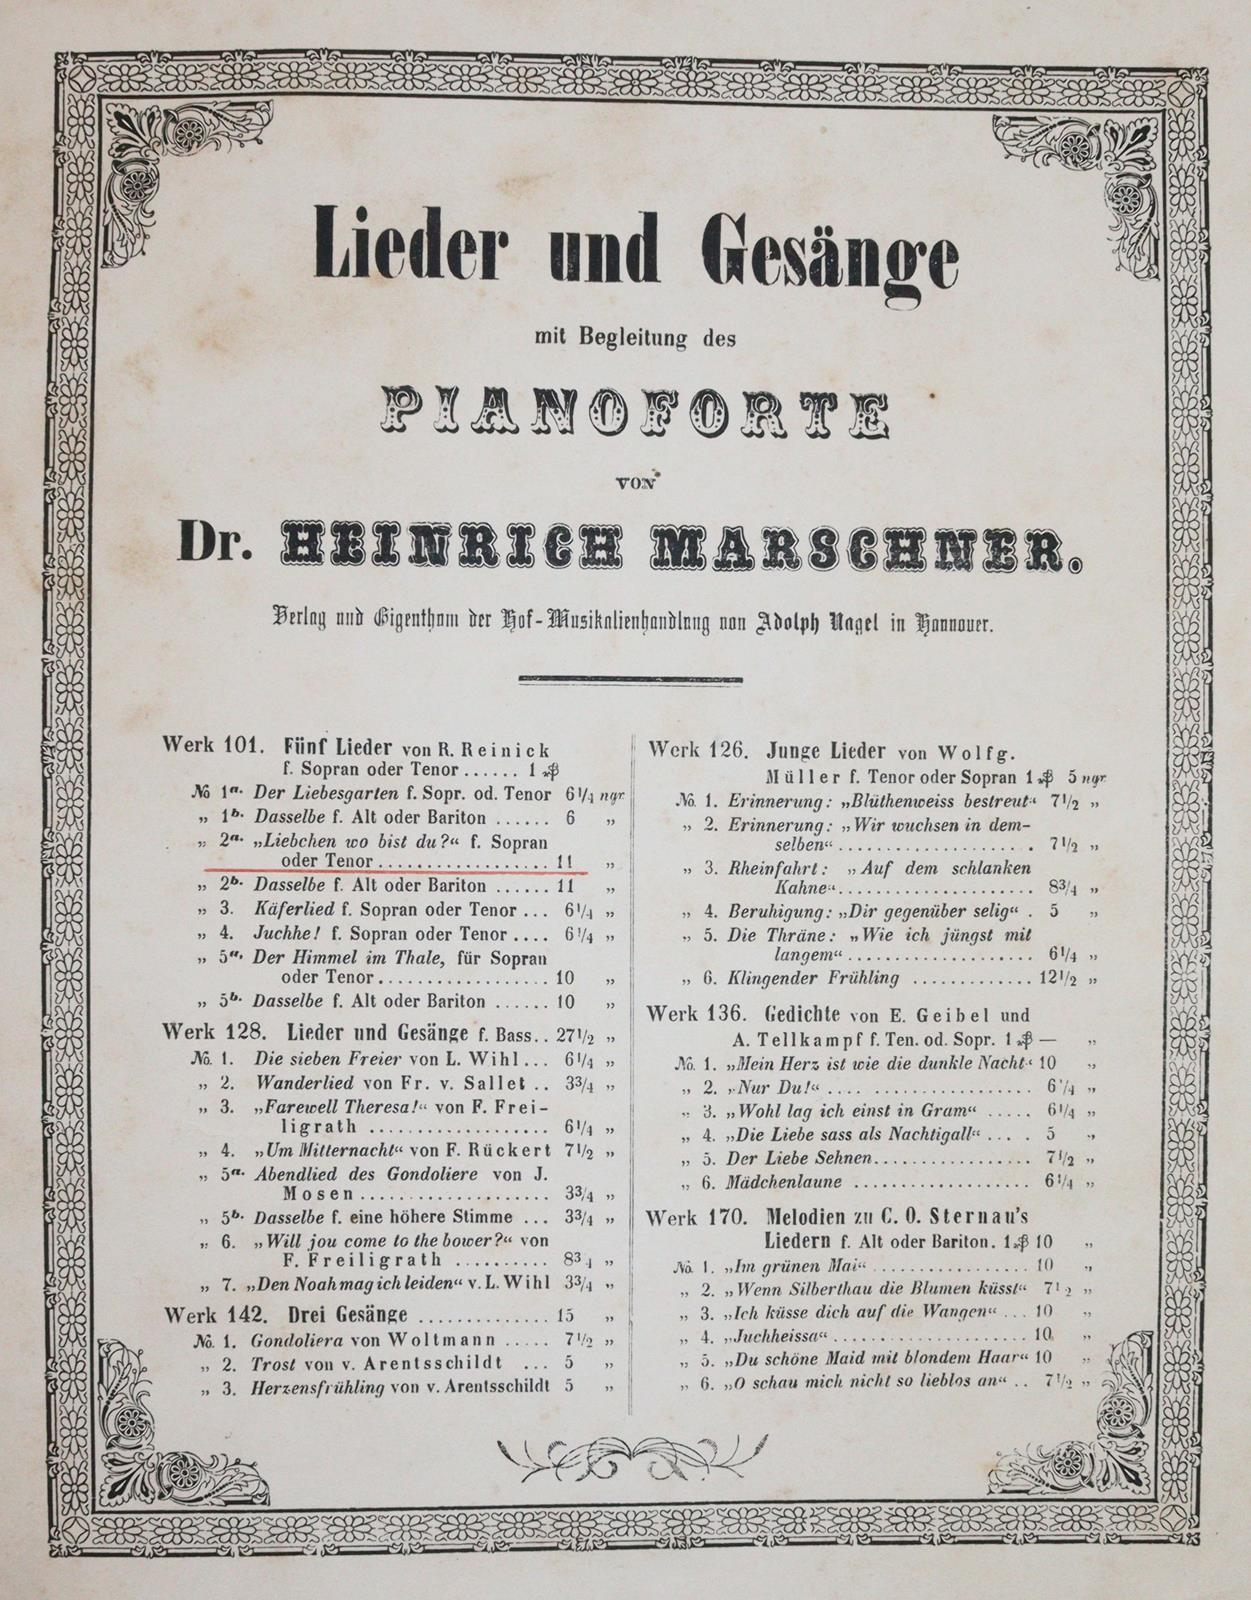 Lieder und Gesänge
mit Begleitung des
PIANOFORTE
VON
Dr. HEINRICH MARSCHNER.
Verlag und Eigenthum der Hof-Musikalienhandlung von Adolph Nagel in Hannover.
Werk 101. Fünf Lieder von R. Reinick
f. Sopran oder Tenor ...... 1 ₰
No 1a. Der Liebesgarten f. Sopr. od. Tenor 6 1/4 ngr
„ 1b. Dasselbe f. Alt oder Bariton ...... 6 „
„ 2a. „Liebchen wo bist du?“ f. Sopran
oder Tenor .................. 11 „
„ 2b. Dasselbe f. Alt oder Bariton ...... 11 „
„ 3. Käferlied f. Sopran oder Tenor ... 6 1/4 „
„ 4. Juchhe! f. Sopran oder Tenor .... 6 1/4 „
„ 5a. Der Himmel im Thale, für Sopran
oder Tenor .................. 10 „
„ 5b. Dasselbe f. Alt oder Bariton ...... 10 „
Werk 128. Lieder und Gesänge f. Bass.. 27 1/2 „
No. 1. Die sieben Freier von L. Wihl... 6 1/4 „
„ 2. Wanderlied von Fr. v. Sallet .. 3 3/4 „
„ 3. „Farewell Theresa!“ von F. Frei-
ligrath .................. 6 1/4 „
„ 4. „Um Mitternacht“ von F. Rückert 7 1/2 „
„ 5a. Abendlied des Gondoliere von J.
Mosen .................... 3 3/4 „
„ 5b. Dasselbe f. eine höhere Stimme ... 3 3/4 „
„ 6. „Will jou come to the bower?“ von
F. Freiligrath .......... 8 3/4 „
„ 7. „Den Noah mag ich leiden“ v. L. Wihl 3 3/4 „
Werk 142. Drei Gesänge .............. 15 „
No. 1. Gondoliera von Woltmann ..... 7 1/2 „
„ 2. Trost von v. Arentsschildt ... 5 „
„ 3. Herzensfrühling von v. Arentsschildt 5 „
Werk 126. Junge Lieder von Wolfg.
Müller f. Tenor oder Sopran 1 ₰ 5 ngr
No. 1. Erinnerung: „Blüthenweiss bestreut“ 7 1/2 „
„ 2. Erinnerung: „Wir wuchsen in dem-
selben“ .................... 7 1/2 „
„ 3. Rheinfahrt: „Auf dem schlanken
Kahne“ .................... 8 3/4 „
„ 4. Beruhigung: „Dir gegenüber selig“ . 5 „
„ 5. Die Thräne: „Wie ich jüngst mit
langem“ ................... 6 1/4 „
„ 6. Klingender Frühling ............ 12 1/2 „
Werk 136. Gedichte von E. Geibel und
A. Tellkampf f. Ten. od. Sopr. 1 ₰ — „
No. 1. „Mein Herz ist wie die dunkle Nacht“ 10 „
„ 2. „Nur Du!“ .... ................. 6 1/4 „
„ 3. „Wohl lag ich einst in Gram“ ..... 6 1/4 „
„ 4. „Die Liebe sass als Nachtigall“ .... 5 „
„ 5. Der Liebe Sehnen ................ 7 1/2 „
„ 6. Mädchenlaune .................. 6 1/4 „
Werk 170. Melodien zu C. O. Sternau's
Liedern f. Alt oder Bariton. 1 ₰ 10 „
No. 1. „Im grünen Mai“ ................ 10 „
„ 2. „Wenn Silberthau die Blumen küsst“ 7 1/2 „
„ 3. „Ich küsse dich auf die Wangen“ ... 10 „
„ 4. „Juchheissa“ .................... 10 „
„ 5. „Du schöne Maid mit blondem Haar“ 10 „
„ 6. „O schau mich nicht so lieblos an“ .. 7 1/2 „